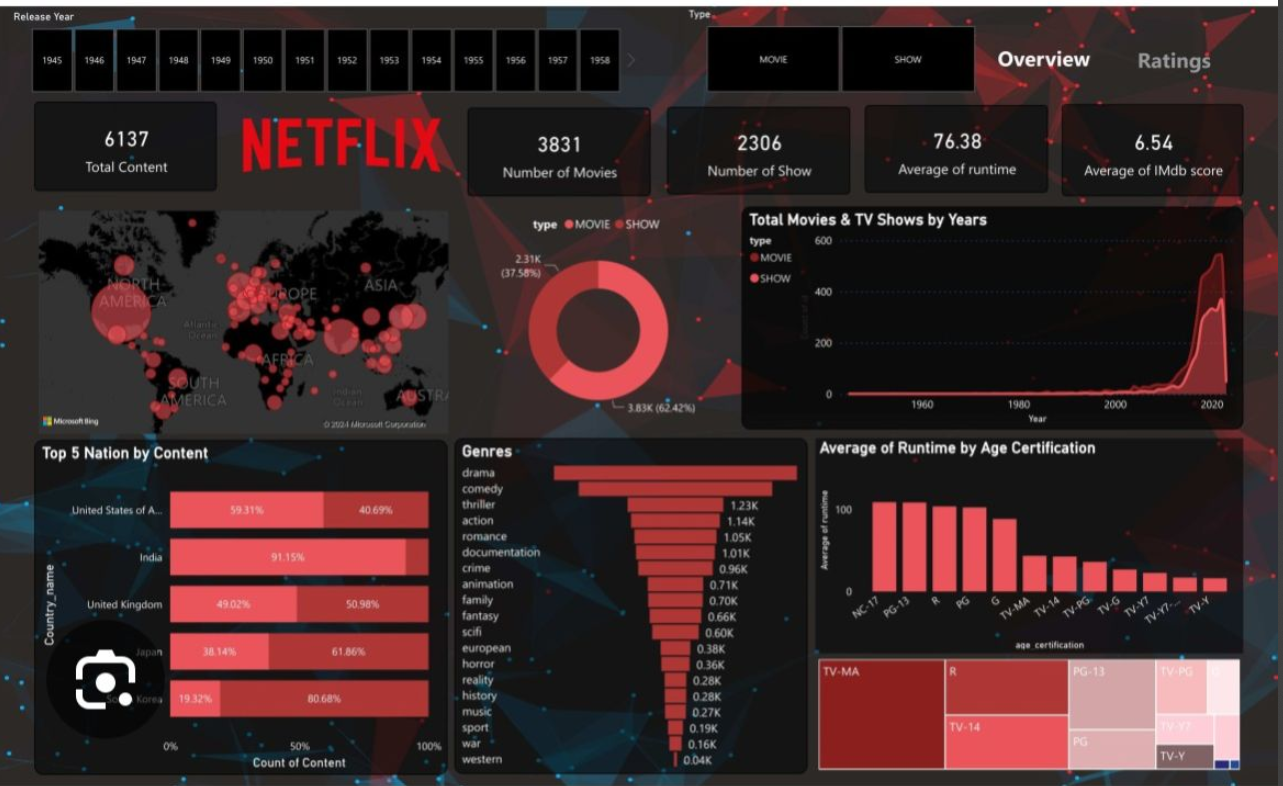 Release Year
Type
1945 1946 1947 1948 1949 1950 1951 1952 1953 1954 1955 1956 1957 1958
MOVIE SHOW
Overview Ratings
6137
Total Content
NETFLIX
3831
Number of Movies
2306
Number of Show
76.38
Average of runtime
6.54
Average of IMdb score
NORTH
AMERICA
EUROPE
ASIA
Atlantic
Ocean
AFRICA
SOUTH
AMERICA
Indian
Ocean
AUSTRA
Microsoft Bing
© 2024 Microsoft Corporation
type MOVIE SHOW
2.31K
(37.58%)
3.83K (62.42%)
Total Movies & TV Shows by Years
type
MOVIE
SHOW
600
400
200
0
1960 1980 2000 2020
Year
Top 5 Nation by Content
Country_name
United States of A... 59.31% 40.69%
India 91.15%
United Kingdom 49.02% 50.98%
Japan 38.14% 61.86%
Korea 19.32% 80.68%
0% 50% 100%
Count of Content
Genres
drama
comedy
thriller 1.23K
action 1.14K
romance 1.05K
documentation 1.01K
crime 0.96K
animation 0.71K
family 0.70K
fantasy 0.66K
scifi 0.60K
european 0.38K
horror 0.36K
reality 0.28K
history 0.28K
music 0.27K
sport 0.19K
war 0.16K
western 0.04K
Average of Runtime by Age Certification
Average of runtime
100
0
NC-17 PG-13 R PG G TV-MA TV-14 TV-PG TV-G TV-Y7 TV-Y7-... TV-Y
age_certification
TV-MA
R
TV-14
PG-13
PG
TV-PG
G
TV-Y7
TV-Y